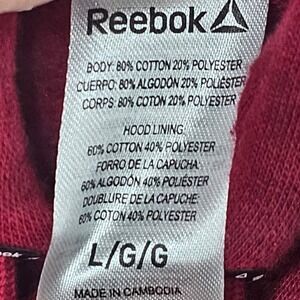 Reebok
BODY: 80% COTTON 20% POLYESTER
CUERPO: 80% ALGODÓN 20% POLIÉSTER
CORPS: 80% COTON 20% POLYESTER
HOOD LINING:
60% COTTON 40% POLYESTER
FORRO DE LA CAPUCHA:
60% ALGODÓN 40% POLIÉSTER
DOUBLURE DE LA CAPUCHE:
60% COTON 40% POLYESTER
L/G/G
MADE IN CAMBODIA